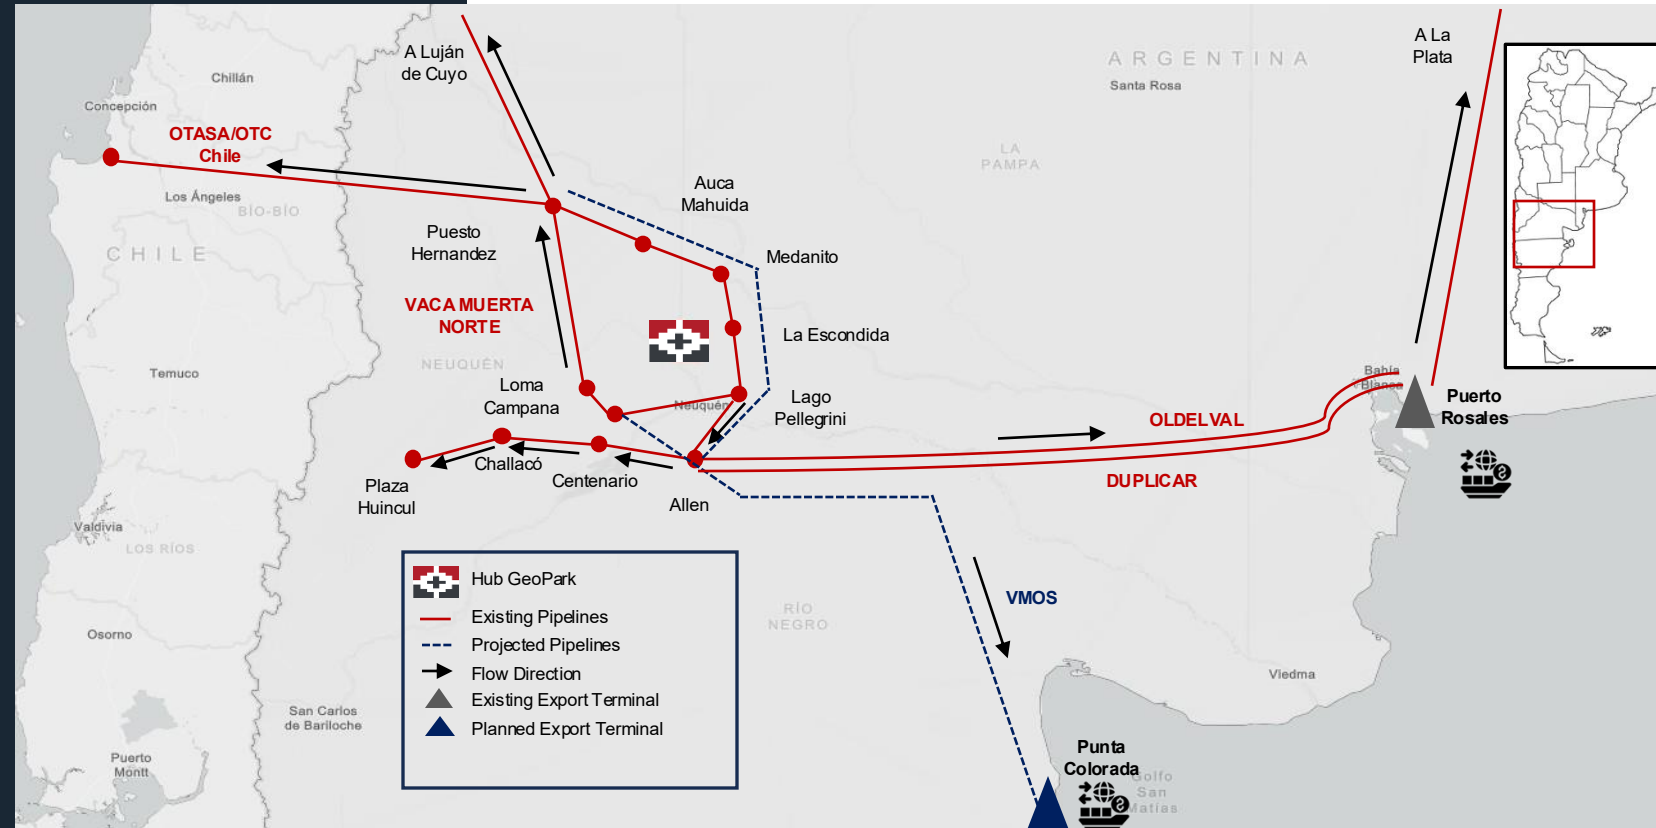 A Luján
de Cuyo
A La
Plata
ARGENTINA
Santa Rosa
Chillán
Concepción
OTASA/OTC
Chile
LA
PAMPA
Los Ángeles
BÍO-BÍO
Auca
Mahuida
Puesto
Hernandez
CHILE
Medanito
VACA MUERTA
NORTE
La Escondida
NEUQUÉN
Temuco
Loma
Campana
Neuquén
Lago
Pellegrini
Bahía
Blanca
Puerto
Rosales
OLDELVAL
DUPLICAR
Challacó
Centenario
Plaza
Huincul
Allen
Valdivia
LOS RÍOS
Hub GeoPark
Existing Pipelines
Projected Pipelines
Flow Direction
Existing Export Terminal
Planned Export Terminal
VMOS
RÍO
NEGRO
Osorno
Viedma
San Carlos
de Bariloche
Puerto
Montt
Punta
Colorada
Golfo
San
Matías